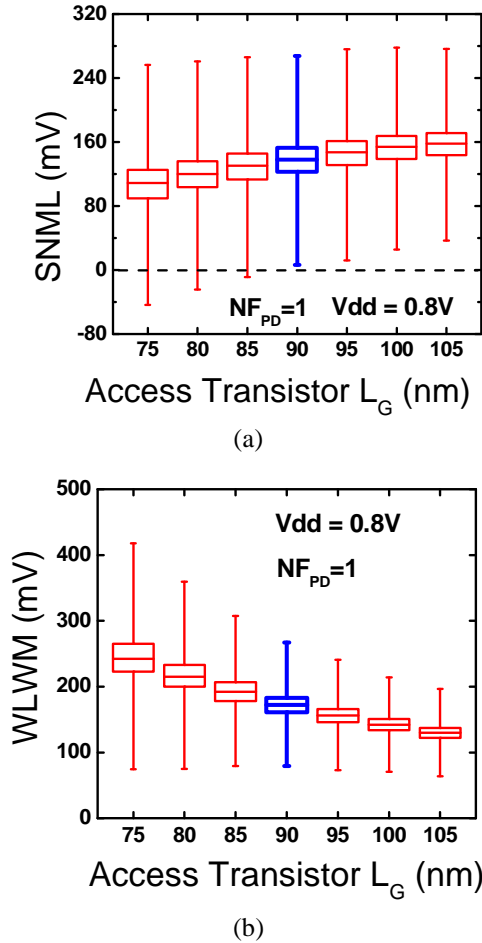 320
240
160
80
0
-80
SNML (mV)
NF_PD=1 Vdd = 0.8V
75 80 85 90 95 100 105
Access Transistor L_G (nm)
(a)
500
400
300
200
100
0
WLWM (mV)
Vdd = 0.8V
NF_PD=1
75 80 85 90 95 100 105
Access Transistor L_G (nm)
(b)